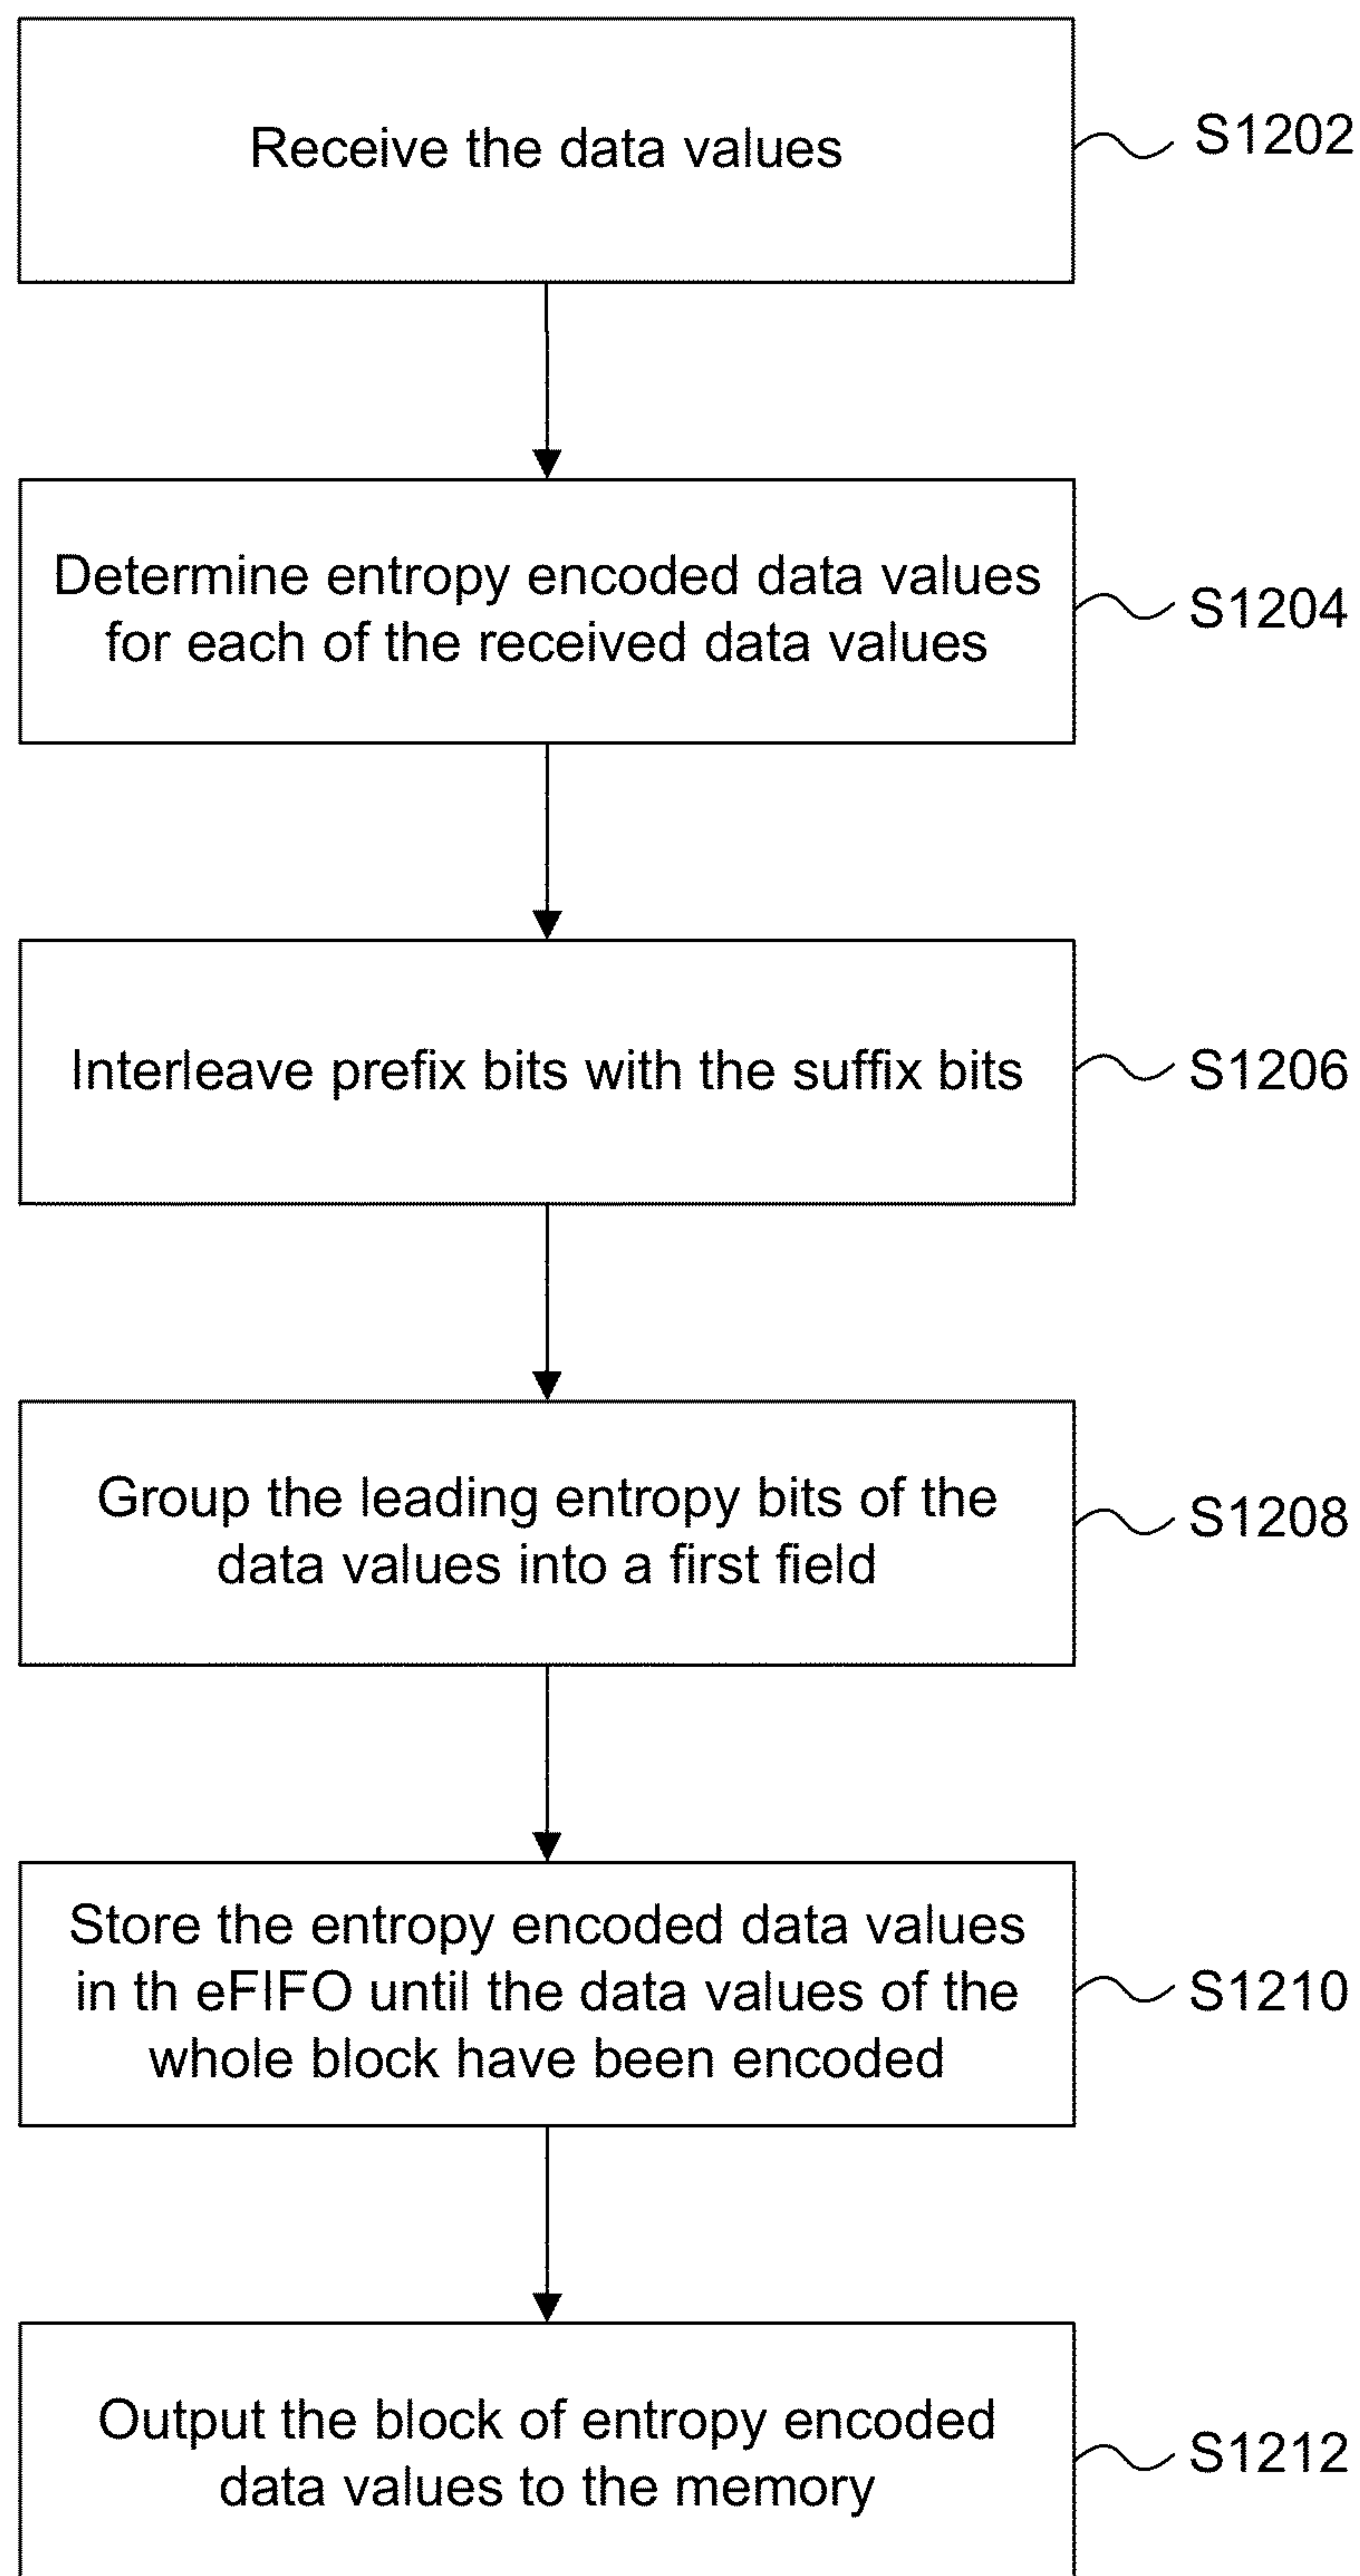 Receive the data values
S1202
Determine entropy encoded data values
for each of the received data values
S1204
Interleave prefix bits with the suffix bits
S1206
Group the leading entropy bits of the
data values into a first field
S1208
Store the entropy encoded data values
in th eFIFO until the data values of the
whole block have been encoded
S1210
Output the block of entropy encoded
data values to the memory
S1212